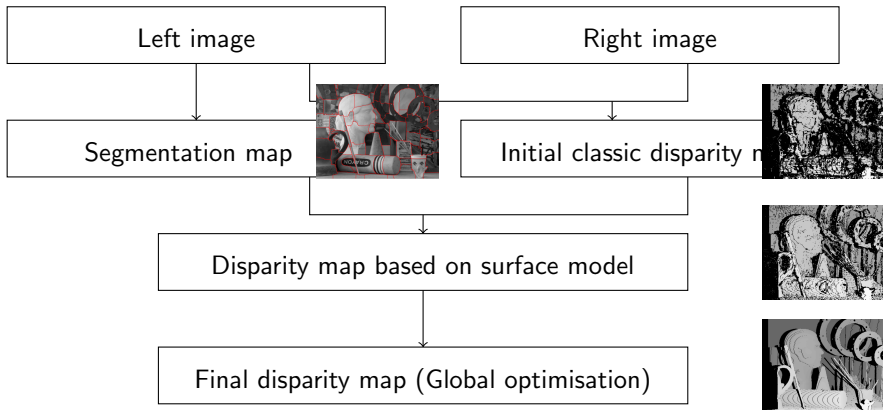 Left image
Right image
Segmentation map
Initial classic disparity
Disparity map based on surface model
Final disparity map (Global optimisation)
CRAYON